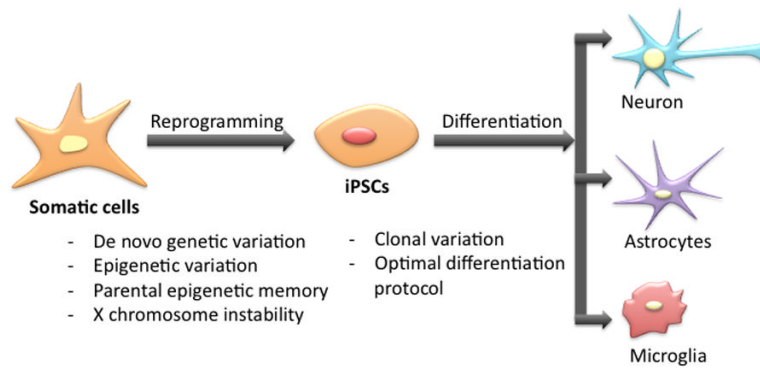 Reprogramming
Differentiation
Neuron
Somatic cells
iPSCs
- De novo genetic variation
- Epigenetic variation
- Parental epigenetic memory
- X chromosome instability
- Clonal variation
- Optimal differentiation
protocol
Astrocytes
Microglia